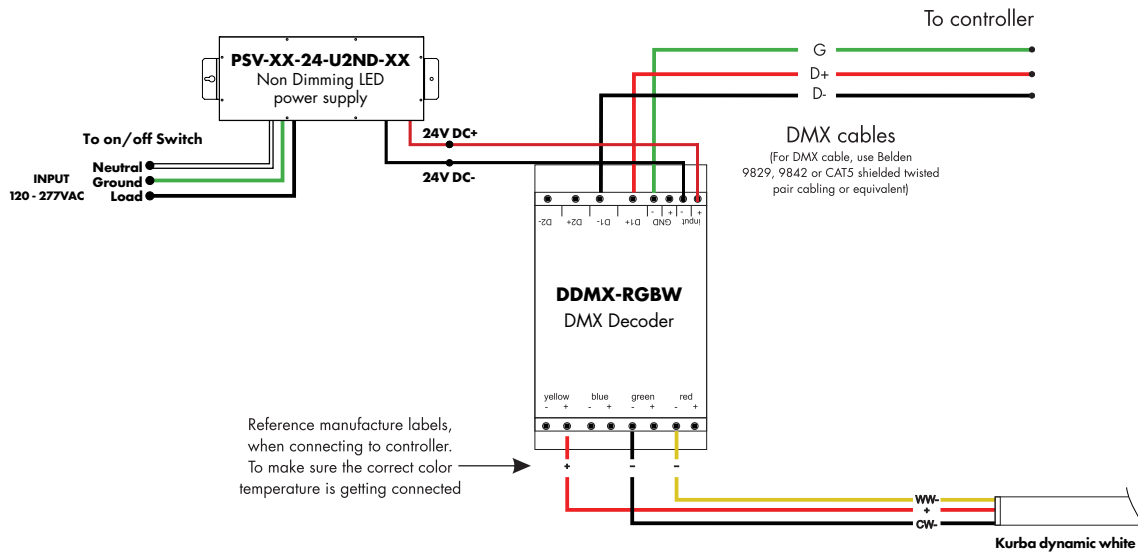 To controller
G
D+
D-
PSV-XX-24-U2ND-XX
Non Dimming LED
power supply
To on/off Switch
Neutral
Ground
Load
INPUT
120 - 277VAC
24V DC+
24V DC-
DMX cables
(For DMX cable, use Belden
9829, 9842 or CAT5 shielded twisted
pair cabling or equivalent)
D2- D2+ D1- D1+ GND input
- + - +
DDMX-RGBW
DMX Decoder
yellow blue green red
- + - + - + - +
Reference manufacture labels,
when connecting to controller.
To make sure the correct color
temperature is getting connected
+ - -
WW-
+
CW-
Kurba dynamic white